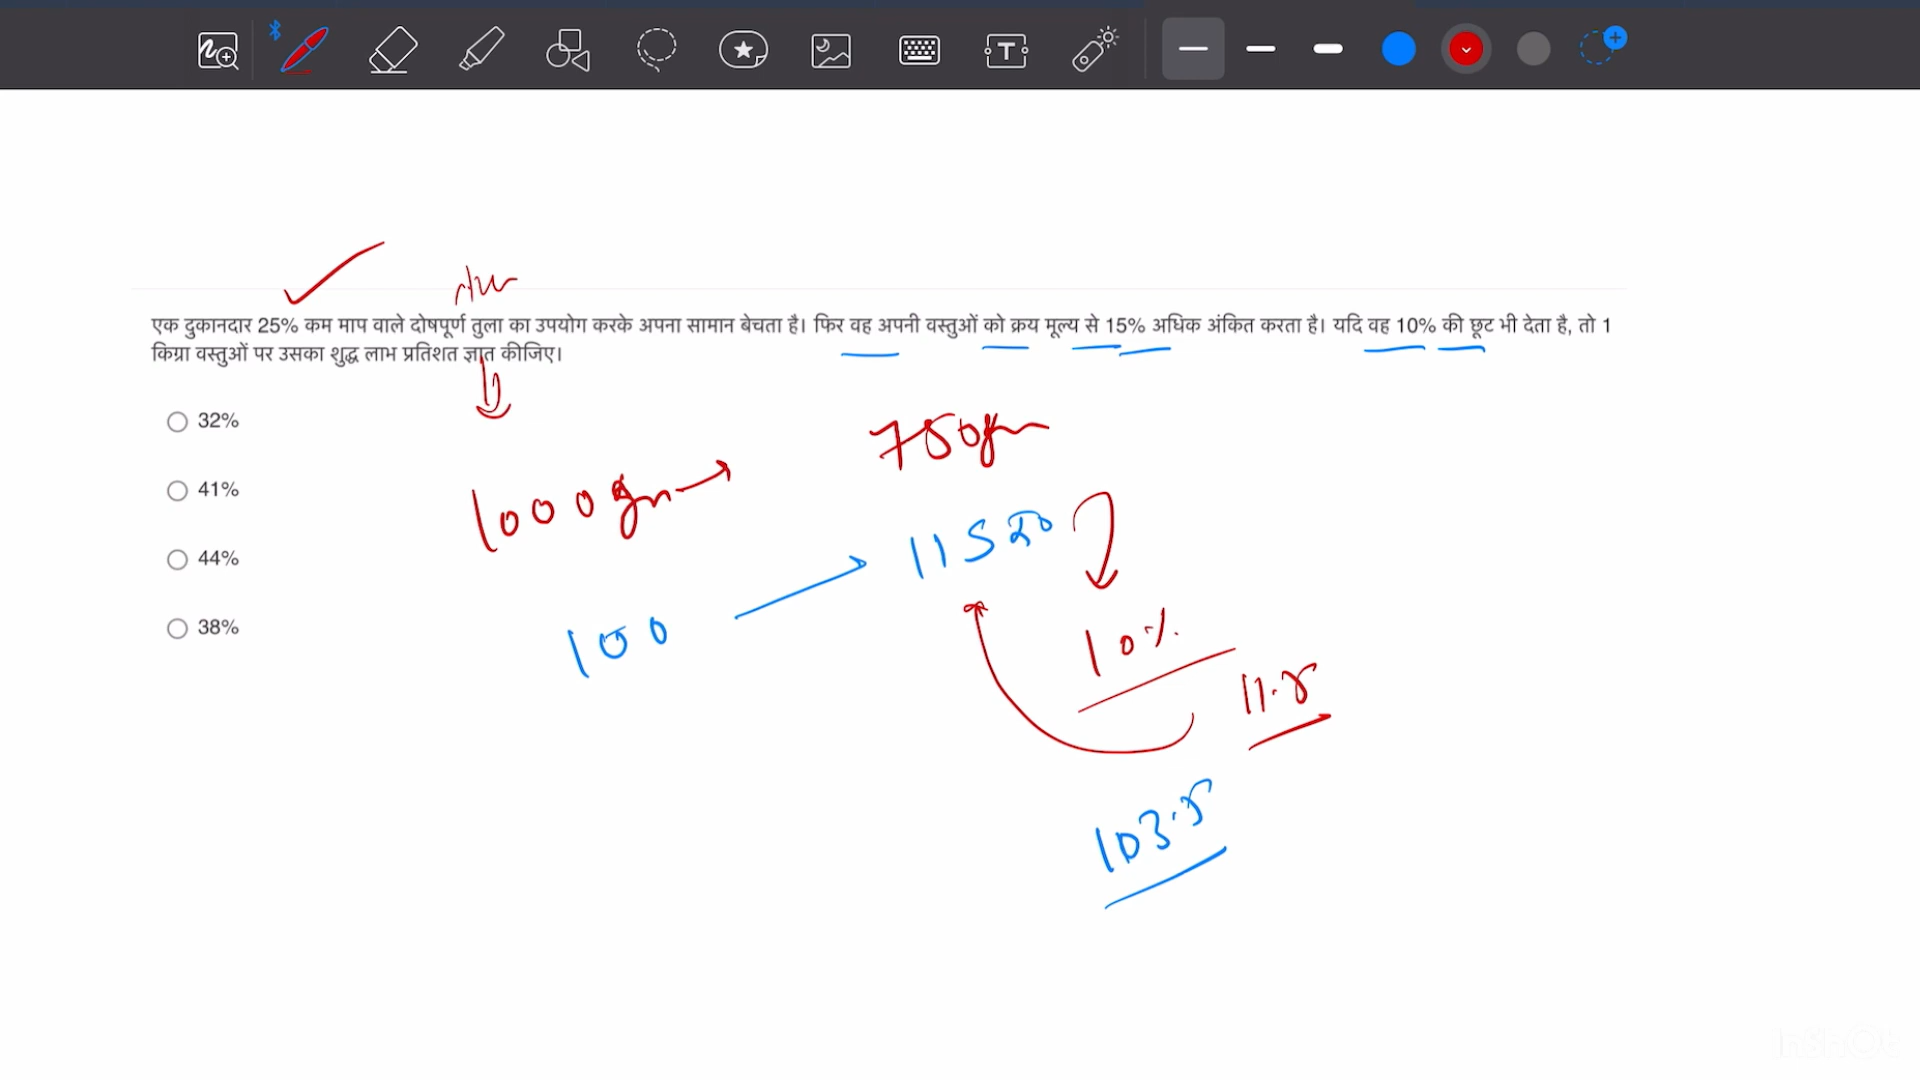 एक दुकानदार 25% कम माप वाले दोषपूर्ण तुला का उपयोग करके अपना सामान बेचता है। फिर वह अपनी वस्तुओं को क्रय मूल्य से 15% अधिक अंकित करता है। यदि वह 10% की छूट भी देता है, तो 1
किग्रा वस्तुओं पर उसका शुद्ध लाभ प्रतिशत ज्ञात कीजिए।
32%
41%
44%
38%
750gm
1000gm
115
100
10%
11.5
103.5